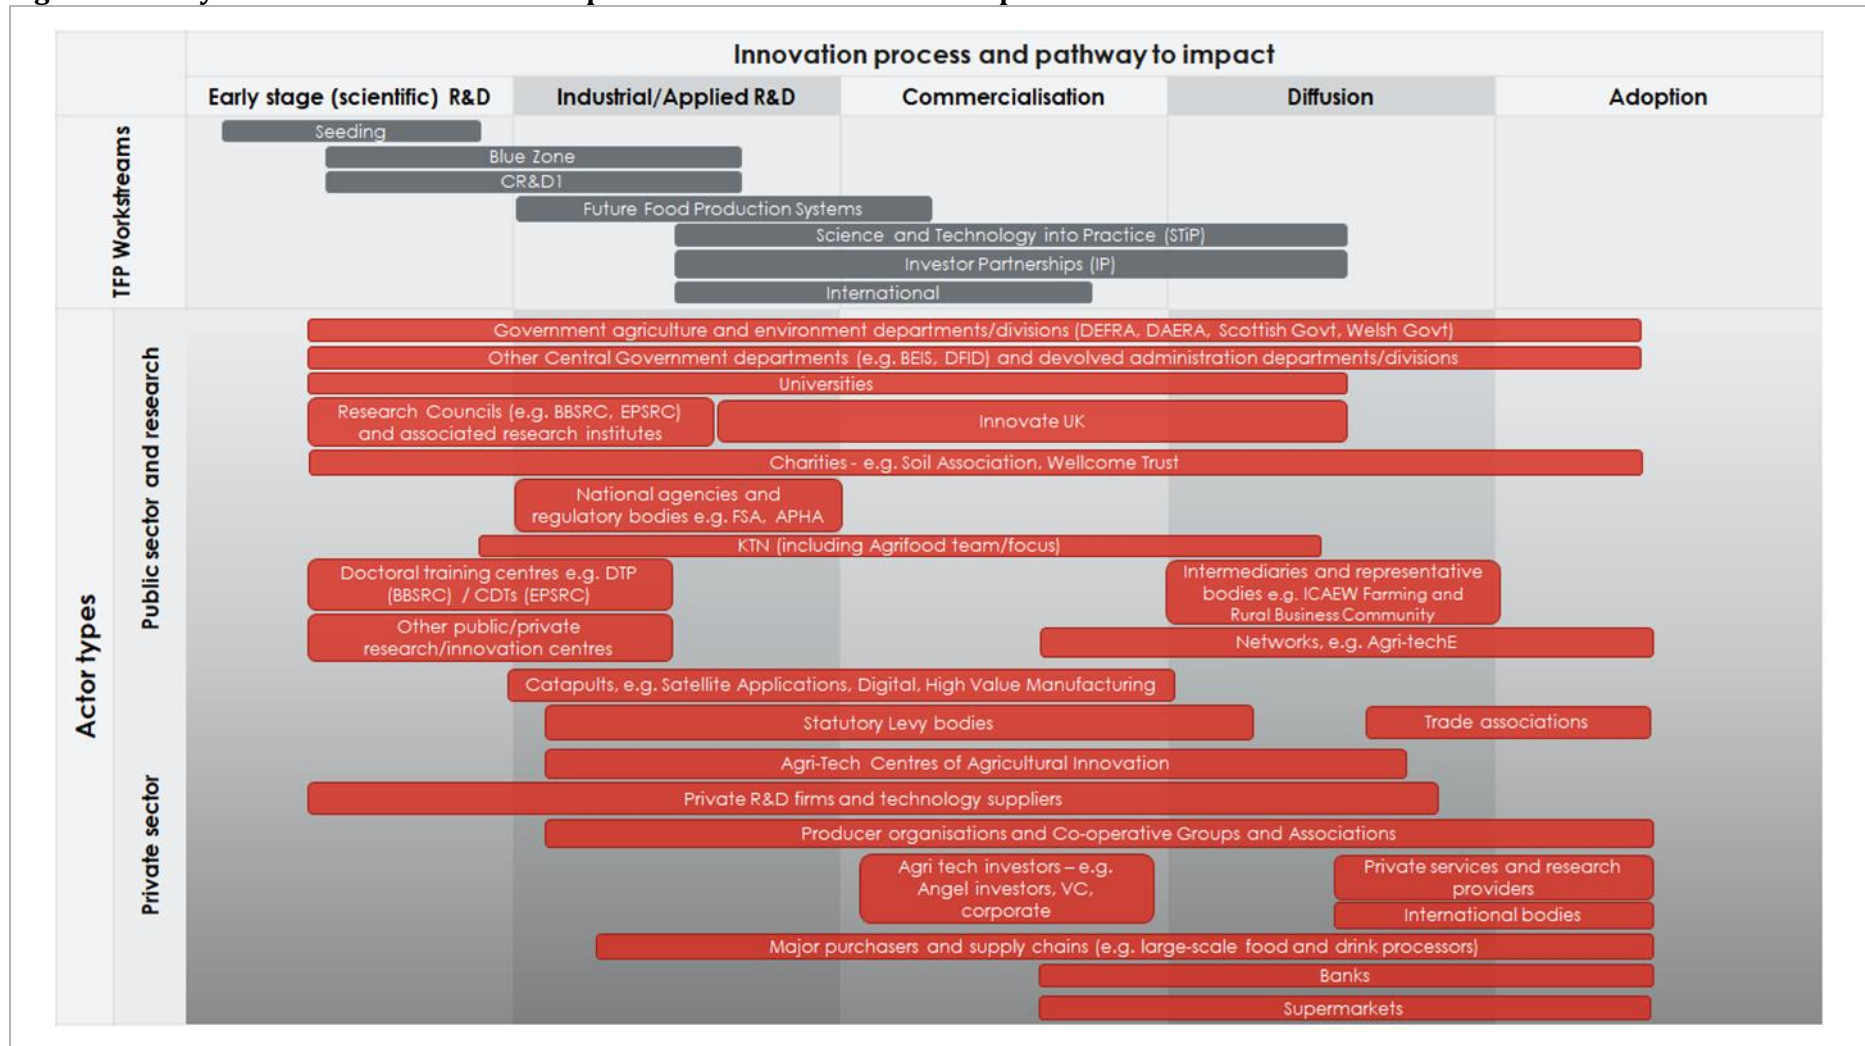 Innovation process and pathway to impact
Early stage (scientific) R&D
Industrial/Applied R&D
Commercialisation
Diffusion
Adoption
TFP Workstreams
Seeding
Blue Zone
CR&D1
Future Food Production Systems
Science and Technology into Practice (STiP)
Investor Partnerships (IP)
International
Actor types
Public sector and research
Government agriculture and environment departments/divisions (DEFRA, DAERA, Scottish Govt, Welsh Govt)
Other Central Government departments (e.g. BEIS, DFID) and devolved administration departments/divisions
Universities
Research Councils (e.g. BBSRC, EPSRC)
and associated research institutes
Innovate UK
Charities - e.g. Soil Association, Wellcome Trust
National agencies and
regulatory bodies e.g. FSA, APHA
KTN (including Agrifood team/focus)
Doctoral training centres e.g. DTP
(BBSRC) / CDTs (EPSRC)
Intermediaries and representative
bodies e.g. ICAEW Farming and
Rural Business Community
Other public/private
research/innovation centres
Networks, e.g. Agri-techE
Catapults, e.g. Satellite Applications, Digital, High Value Manufacturing
Statutory Levy bodies
Trade associations
Private sector
Agri-Tech Centres of Agricultural Innovation
Private R&D firms and technology suppliers
Producer organisations and Co-operative Groups and Associations
Agri tech investors – e.g.
Angel investors, VC,
corporate
Private services and research
providers
International bodies
Major purchasers and supply chains (e.g. large-scale food and drink processors)
Banks
Supermarkets